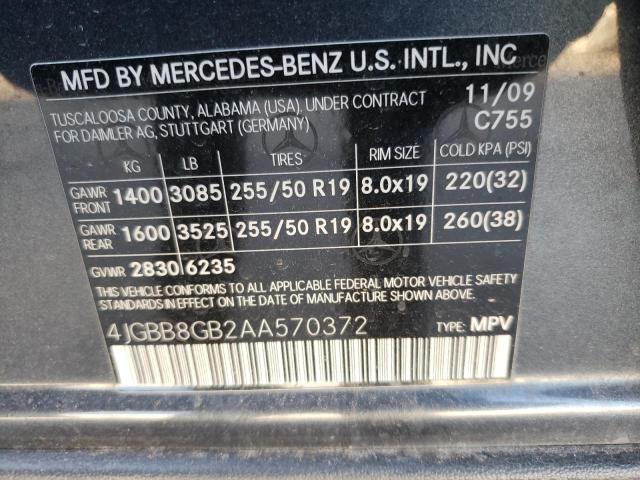 MFD BY MERCEDES-BENZ U.S. INTL., INC
TUSCALOOSA COUNTY, ALABAMA (USA), UNDER CONTRACT 11/09
FOR DAIMLER AG, STUTTGART (GERMANY) C755
KG LB TIRES RIM SIZE COLD KPA (PSI)
GAWR FRONT 1400 3085 255/50 R19 8.0x19 220(32)
GAWR REAR 1600 3525 255/50 R19 8.0x19 260(38)
GVWR 2830 6235
THIS VEHICLE CONFORMS TO ALL APPLICABLE FEDERAL MOTOR VEHICLE SAFETY
STANDARDS IN EFFECT ON THE DATE OF MANUFACTURE SHOWN ABOVE.
4JGBB8GB2AA570372 TYPE: MPV